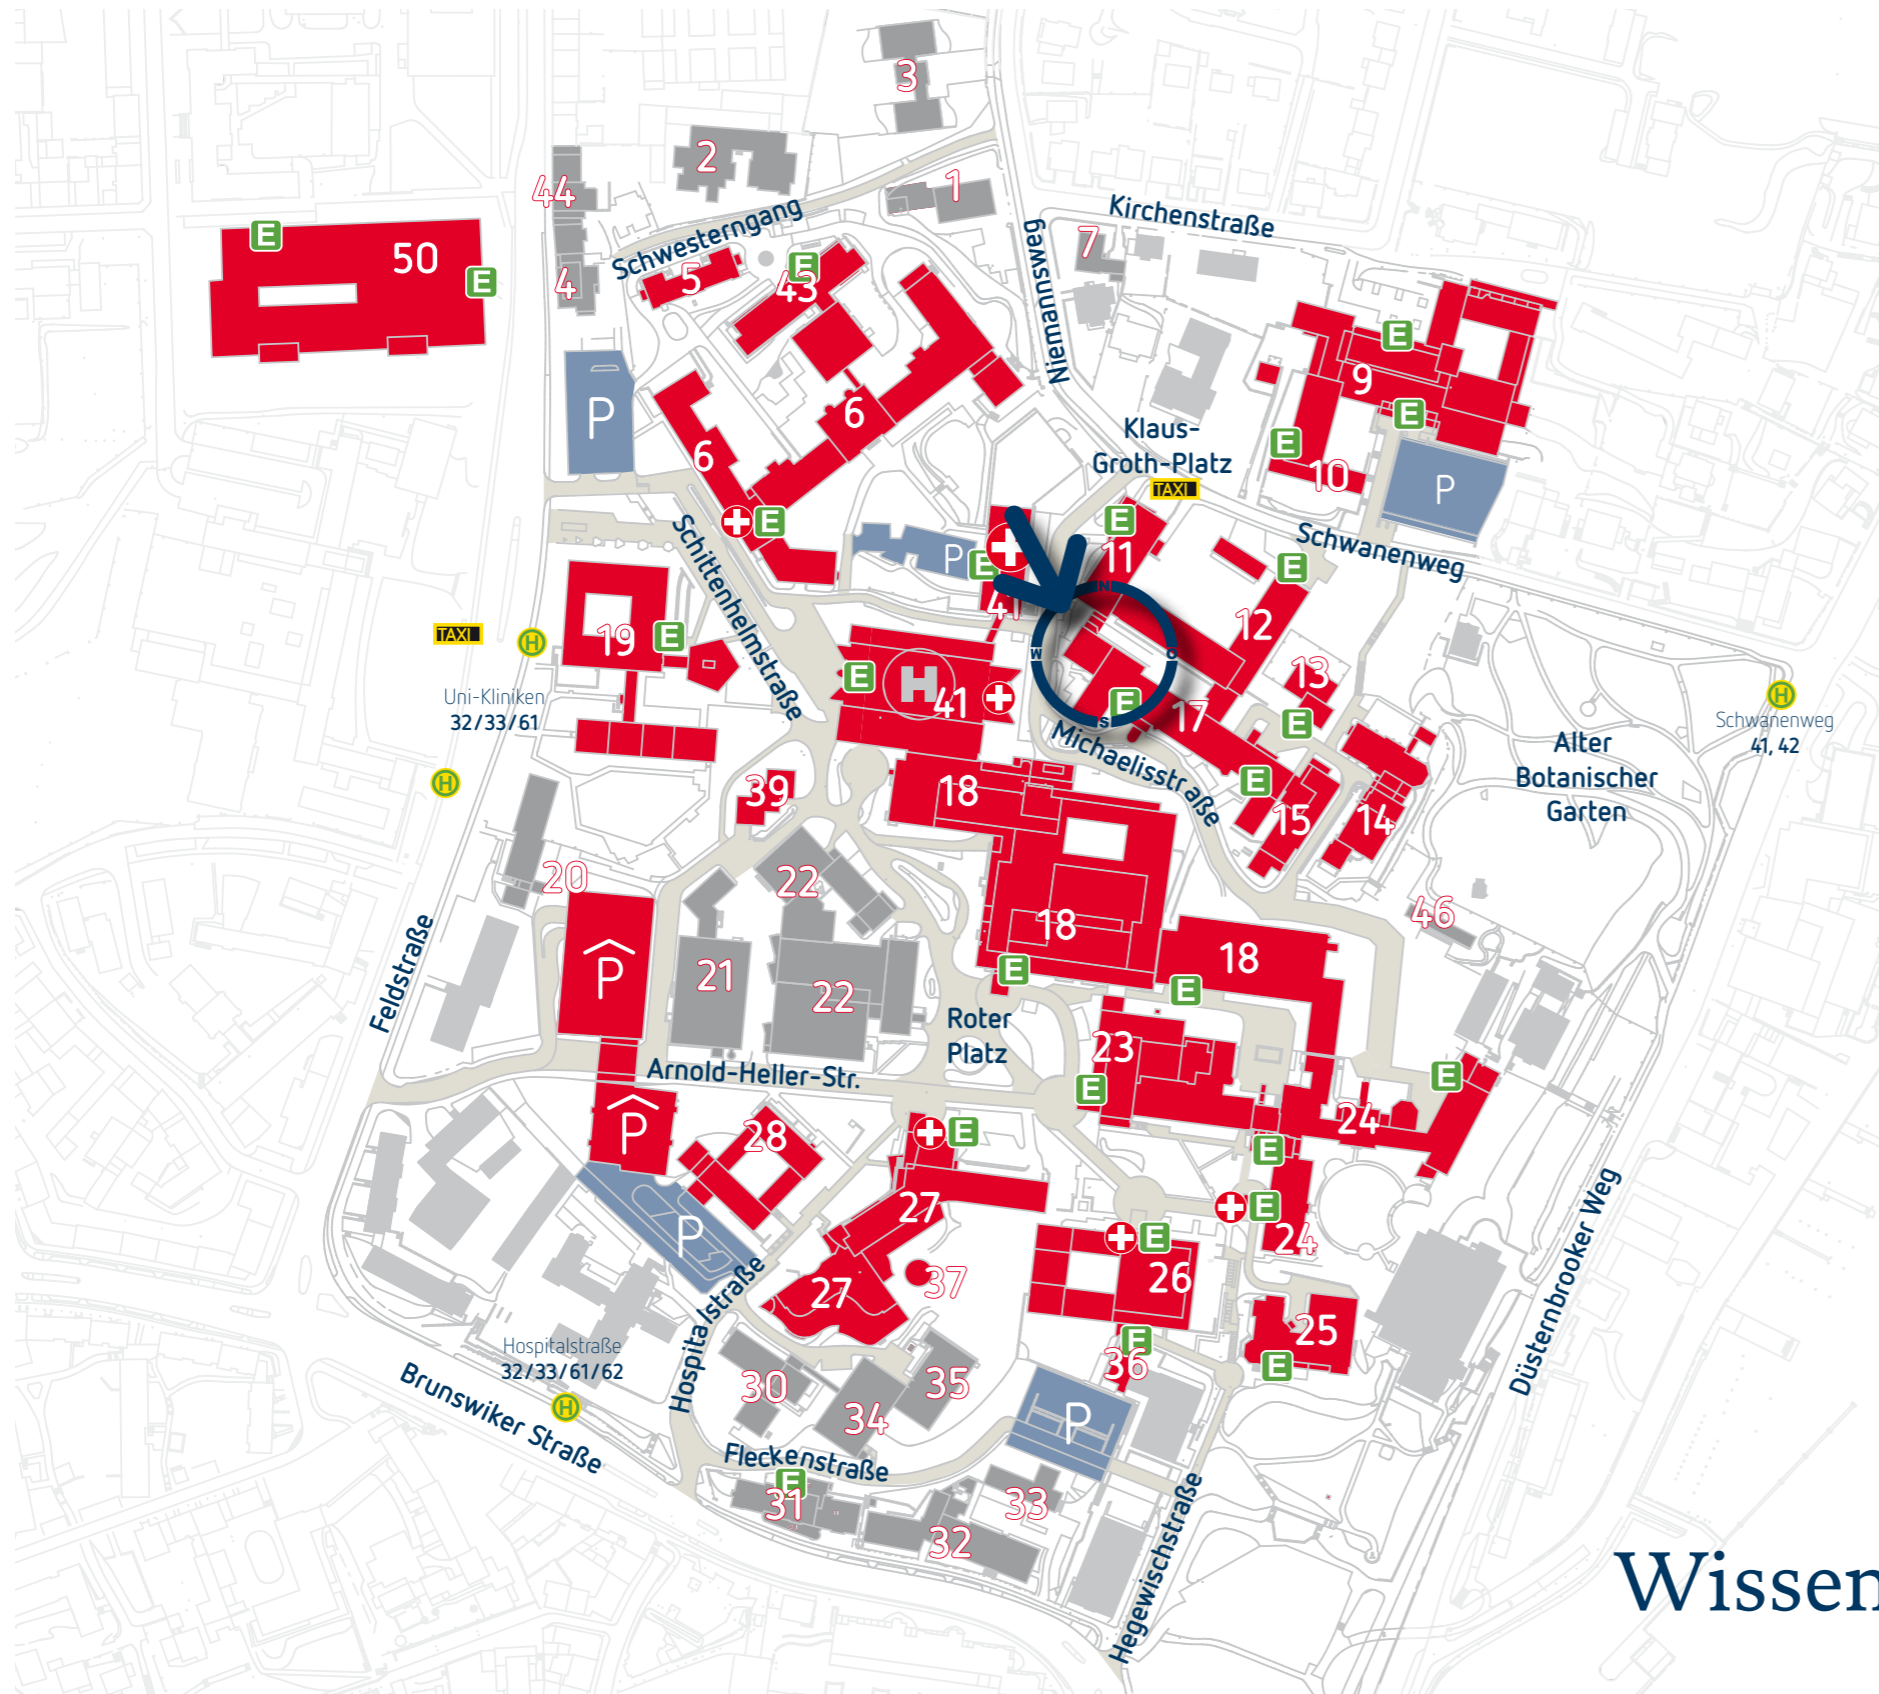 3
2
44
1
Schwesterngang
Kirchenstraße
E
50
E
4
5
E
43
Niemannsweg
7
E
9
P
6
6
Klaus-
Groth-Platz
TAXI
E
E
10
P
E
E
Schittenhelmstraße
P
E
11
Schwanenweg
E
41
N
12
TAXI
H
19
E
W
O
13
E
H
41
E
17
E
H
Uni-Kliniken
32/33/61
S
Schwanenweg
41, 42
Michaelisstraße
Alter
Botanischer
Garten
H
39
18
E
15
14
20
22
46
Feldstraße
P
21
22
18
18
E
E
Roter
Platz
23
E
E
Arnold-Heller-Str.
P
28
E
24
E
27
E
24
P
E
26
37
27
Hospitalstraße
25
E
E
36
Düsternbrooker Weg
Hospitalstraße
32/33/61/62
H
Brunswiker Straße
30
35
34
P
Fleckenstraße
E
31
33
32
Hegewischstraße
Wissen